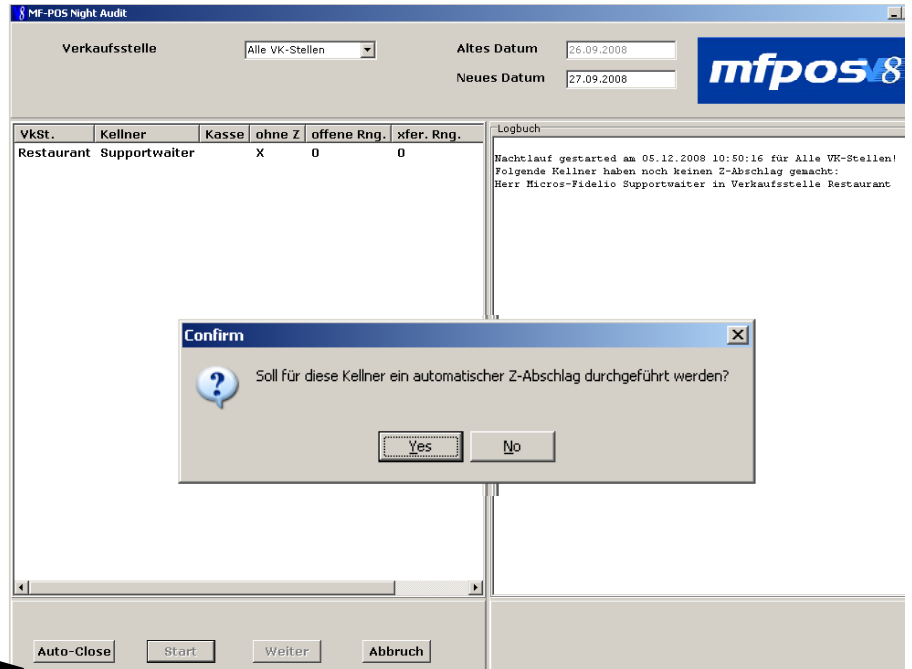 MF-POS Night Audit
Verkaufsstelle
Alle VK-Stellen
Altes Datum
26.09.2008
Neues Datum
27.09.2008
mfpos v8
VkSt. Kellner Kasse ohne Z offene Rng. xfer. Rng.
Restaurant Supportwaiter X 0 0
Logbuch
Nachtlauf gestarted am 05.12.2008 10:50:16 für Alle VK-Stellen!
Folgende Kellner haben noch keinen Z-Abschlag gemacht:
Herr Micros-Fidelio Supportwaiter in Verkaufsstelle Restaurant
Confirm
Soll für diese Kellner ein automatischer Z-Abschlag durchgeführt werden?
Yes No
Auto-Close Start Weiter Abbruch